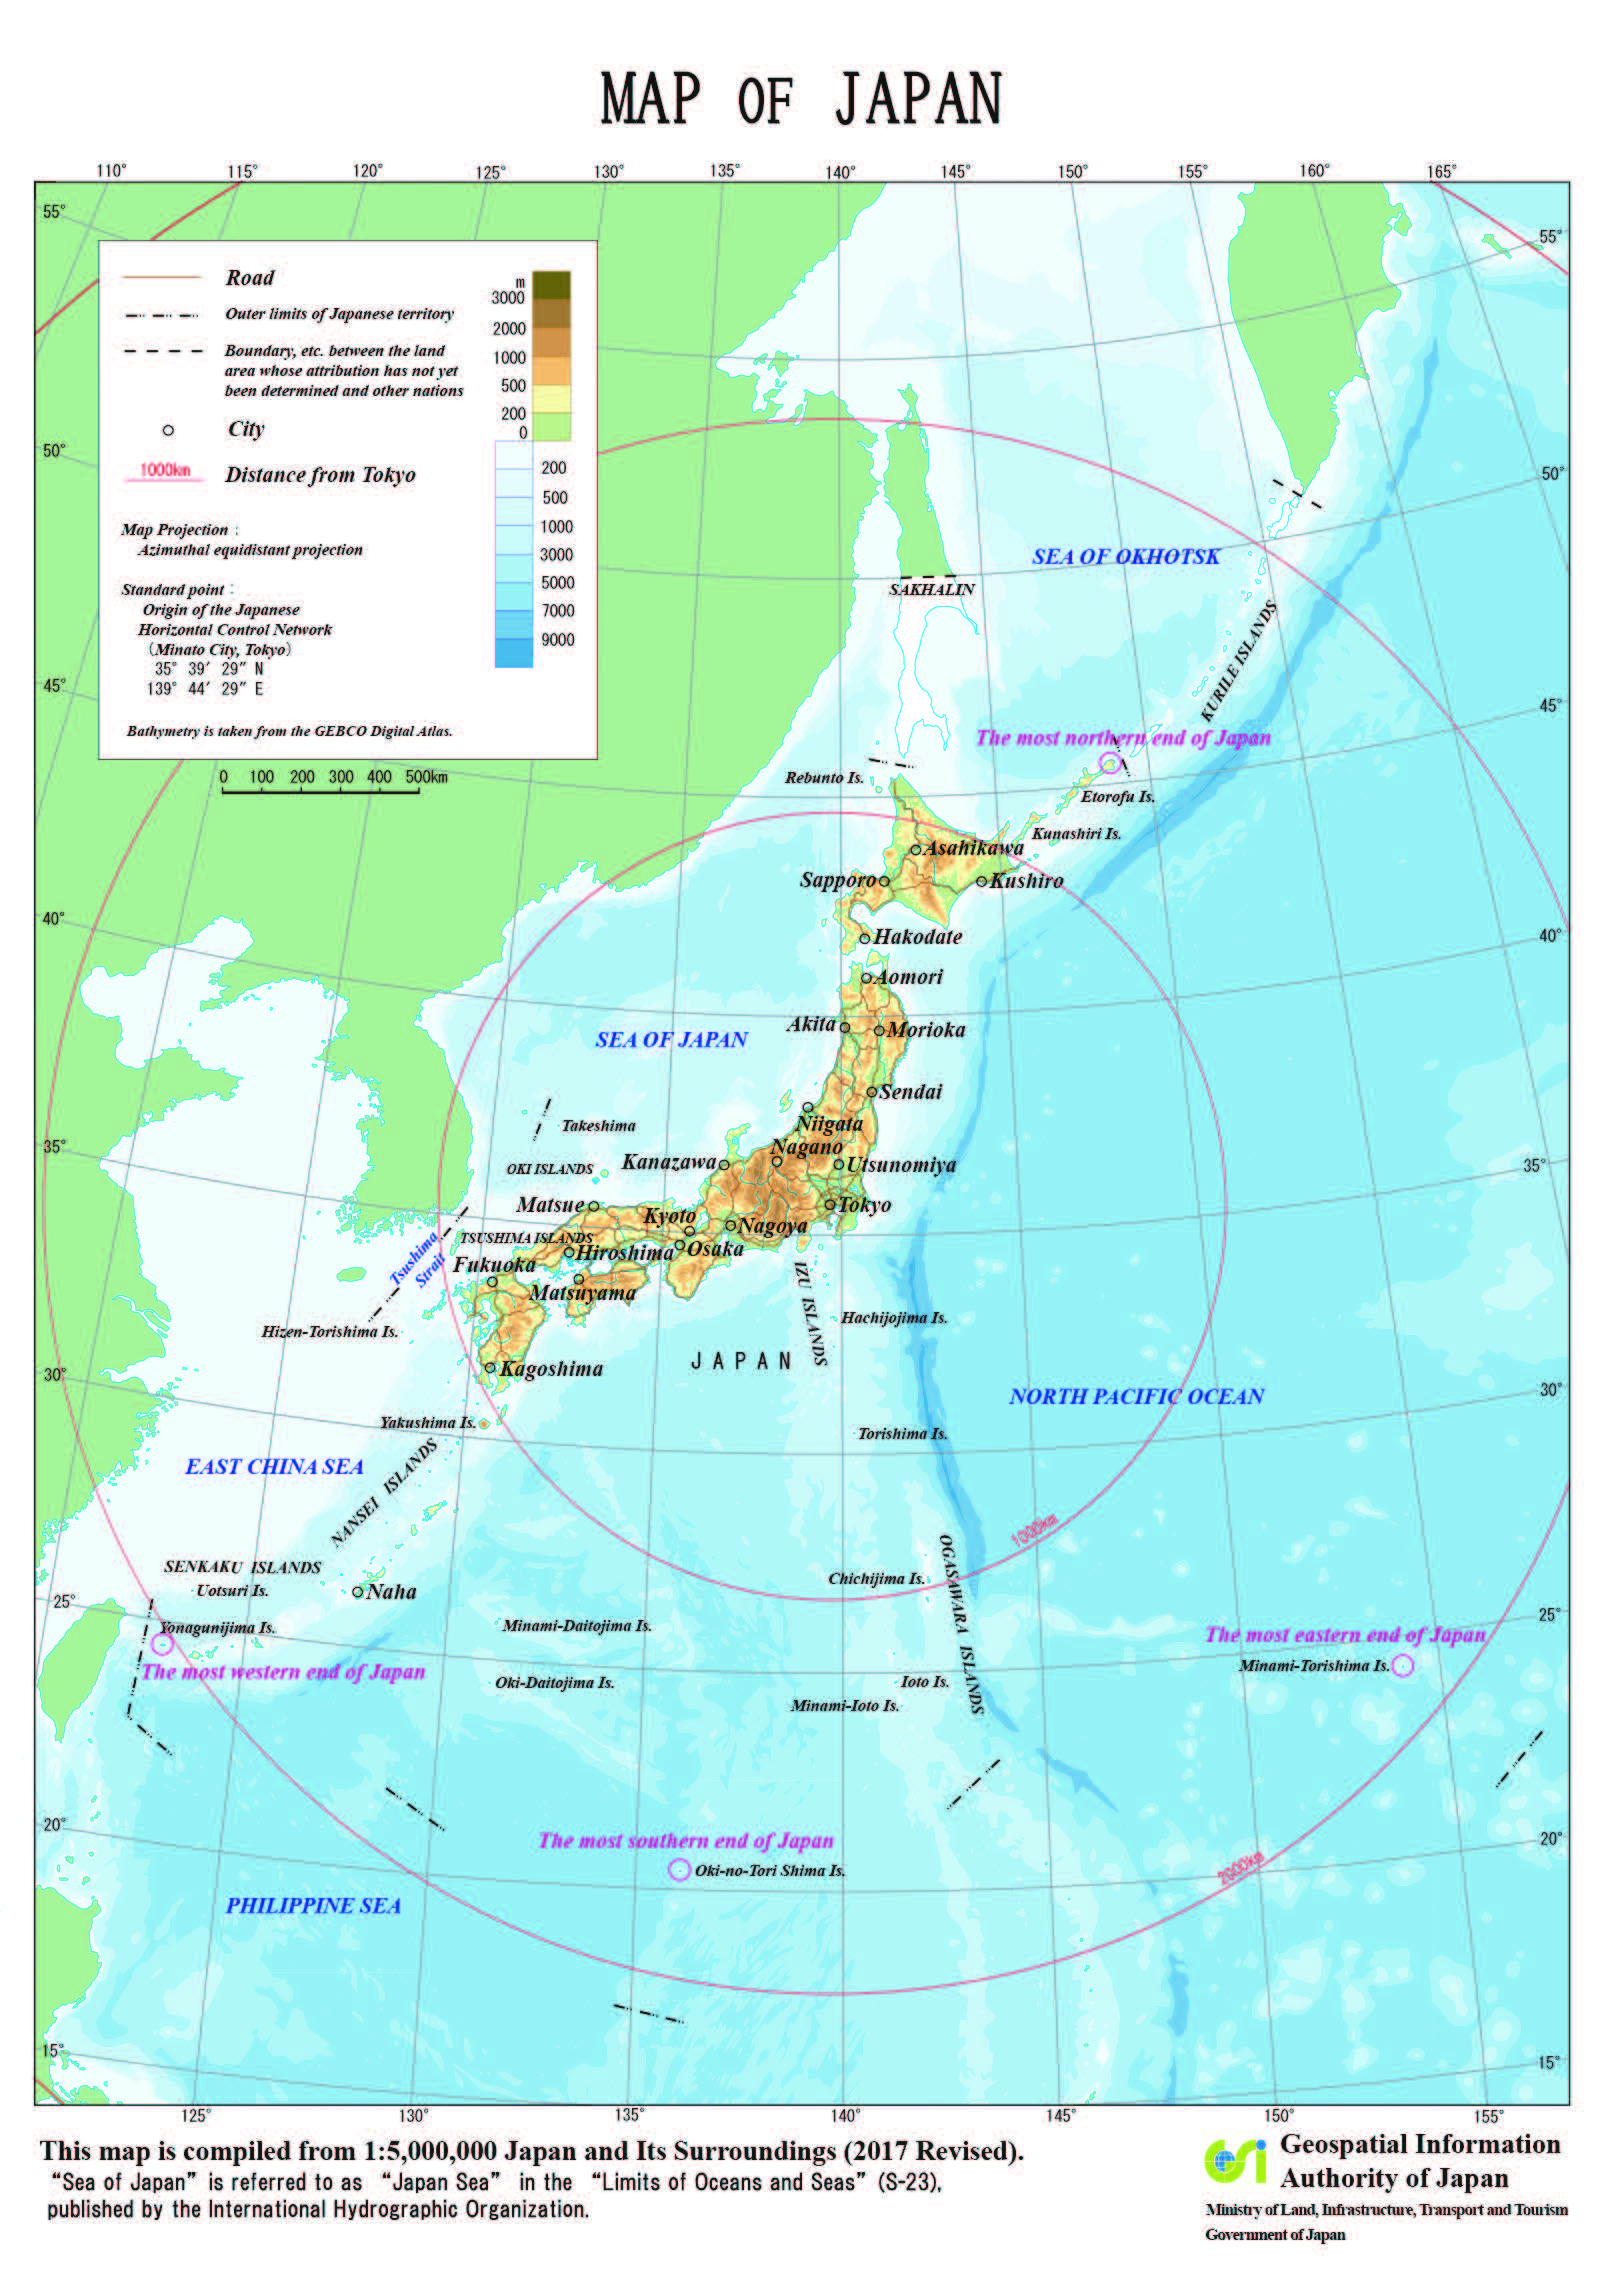 MAP OF JAPAN
110° 115° 120° 125° 130° 135° 140° 145° 150° 155° 160° 165°
55°
55°
Road
Outer limits of Japanese territory
Boundary, etc. between the land
area whose attribution has not yet
been determined and other nations
City
1000km
Distance from Tokyo
Map Projection :
Azimuthal equidistant projection
Standard point :
Origin of the Japanese
Horizontal Control Network
(Minato City, Tokyo)
35° 39′ 29″ N
139° 44′ 29″ E
Bathymetry is taken from the GEBCO Digital Atlas.
m
3000
2000
1000
500
200
0
200
500
1000
3000
5000
7000
9000
0 100 200 300 400 500km
50°
50°
SEA OF OKHOTSK
SAKHALIN
KURILE ISLANDS
45°
45°
The most northern end of Japan
Rebunto Is.
Etorofu Is.
Kunashiri Is.
Asahikawa
Sapporo
Kushiro
40°
40°
Hakodate
Aomori
Akita
Morioka
SEA OF JAPAN
Sendai
Niigata
Takeshima
Nagano
35°
35°
OKI ISLANDS
Kanazawa
Utsunomiya
Matsue
Kyoto
Tokyo
Nagoya
TSUSHIMA ISLANDS
Tsushima
Strait
Hiroshima
Osaka
Fukuoka
Matsuyama
IZU ISLANDS
Hachijojima Is.
Hizen-Torishima Is.
Kagoshima
JAPAN
30°
30°
NORTH PACIFIC OCEAN
Yakushima Is.
Torishima Is.
EAST CHINA SEA
NANSEI ISLANDS
1000km
SENKAKU ISLANDS
Uotsuri Is.
Naha
Chichijima Is.
OGASAWARA ISLANDS
25°
25°
Yonagunijima Is.
Minami-Daitojima Is.
The most eastern end of Japan
Minami-Torishima Is.
The most western end of Japan
Oki-Daitojima Is.
Ioto Is.
Minami-Ioto Is.
20°
20°
The most southern end of Japan
Oki-no-Tori Shima Is.
2000km
PHILIPPINE SEA
15°
15°
125° 130° 135° 140° 145° 150° 155°
This map is compiled from 1:5,000,000 Japan and Its Surroundings (2017 Revised).
“Sea of Japan” is referred to as “Japan Sea” in the “Limits of Oceans and Seas” (S-23),
published by the International Hydrographic Organization.
Geospatial Information
Authority of Japan
Ministry of Land, Infrastructure, Transport and Tourism
Government of Japan